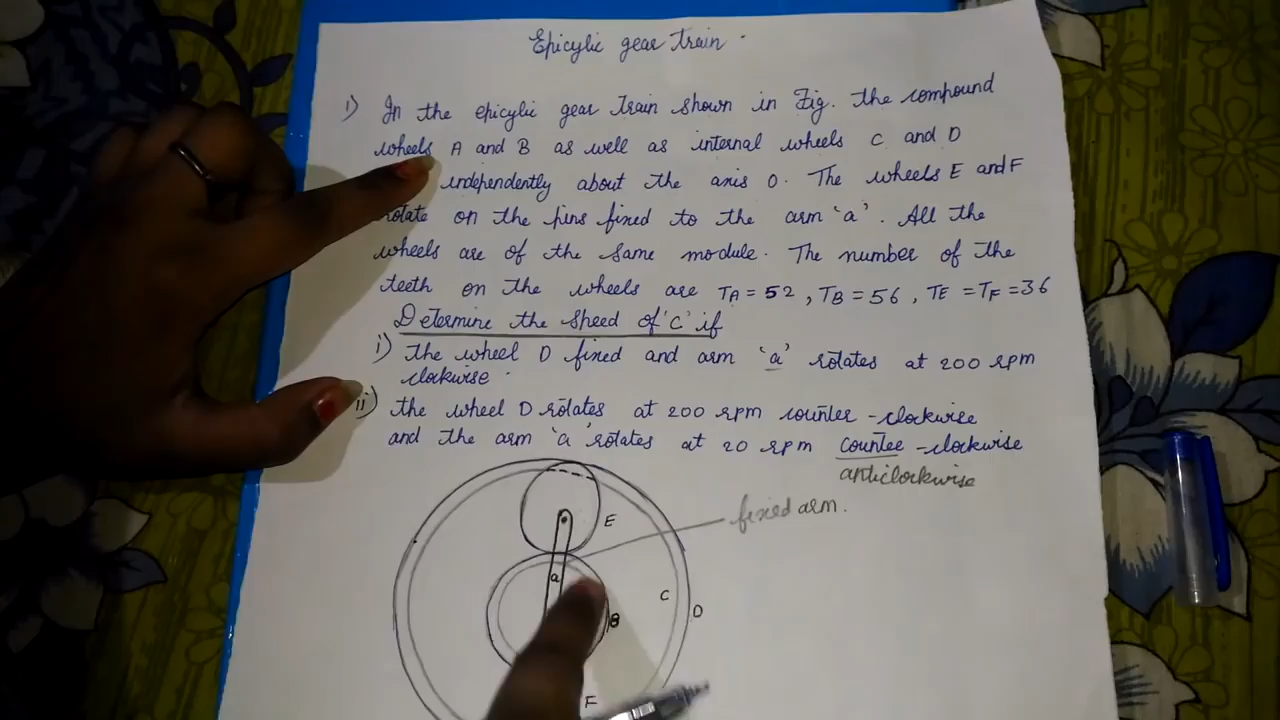 Epicylic gear Train.
i) In the epicylic gear Train shown in Fig. the compound
wheels A and B as well as internal wheels C and D
independently about the axis O. The wheels E and F
rotate on the pins fixed to the arm 'a'. All the
wheels are of the same module. The number of the
teeth on the wheels are TA = 52, TB = 56, TE = TF = 36
Determine the speed of 'C' if
i) the wheel D fixed and arm 'a' rotates at 200 rpm
clockwise.
ii) the wheel D rotates at 200 rpm counter-clockwise
and the arm 'a' rotates at 20 rpm counter-clockwise
anticlockwise
fixed arm.
E
a
C
D
B
F